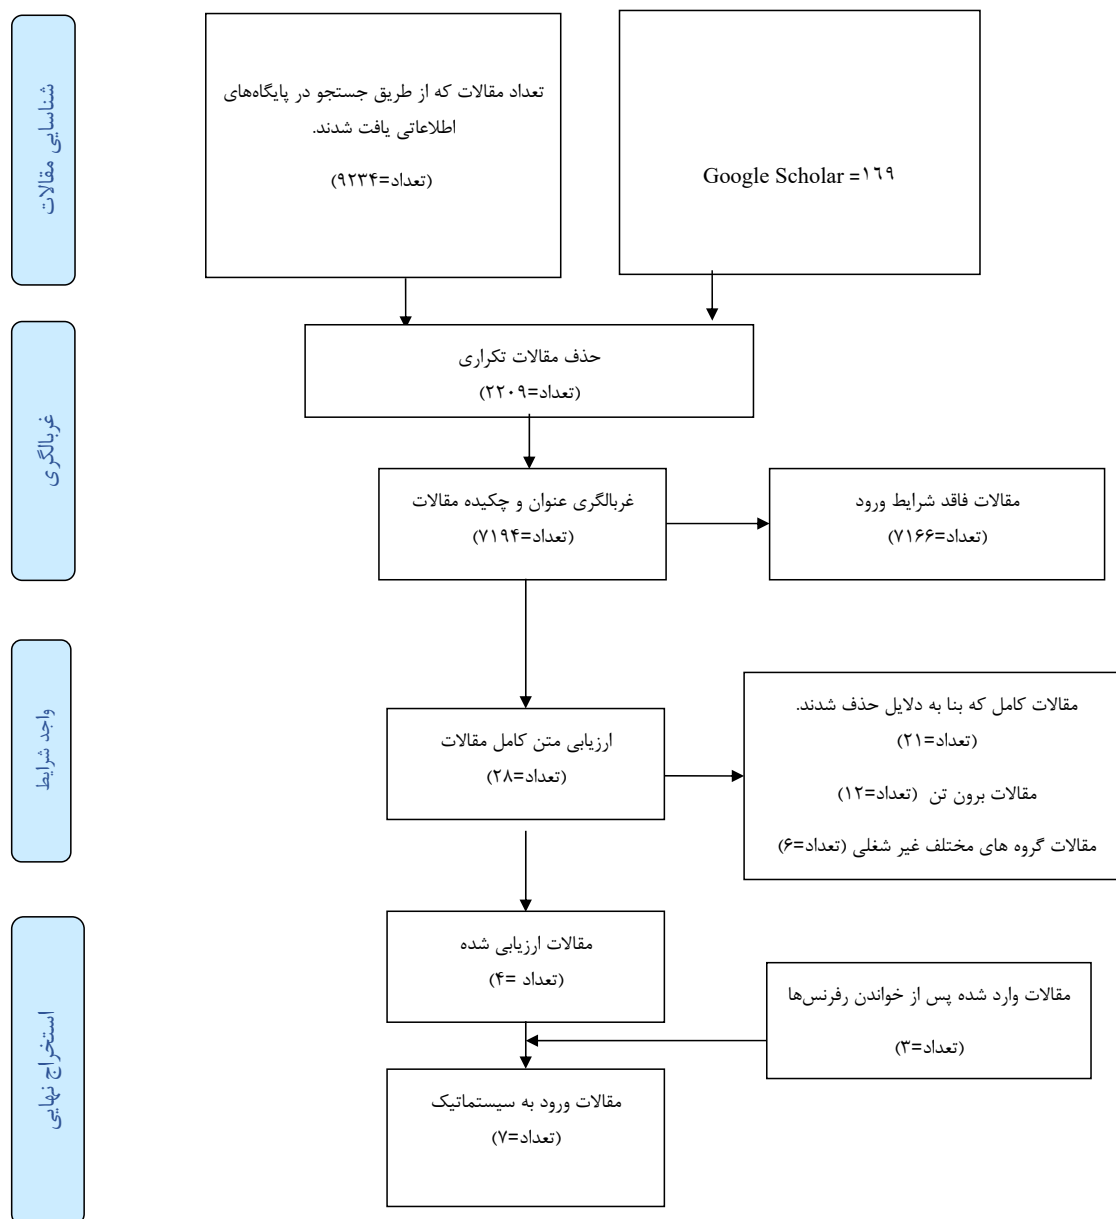 شناسایی مقالات
تعداد مقالات که از طریق جستجو در پایگاه‌های
اطلاعاتی یافت شدند.
(تعداد=۹۲۳۴)
Google Scholar =١٦٩
غربالگری
حذف مقالات تکراری
(تعداد=۲۲۰۹)
غربالگری عنوان و چکیده مقالات
(تعداد=۷۱۹۴)
مقالات فاقد شرایط ورود
(تعداد=۷۱۶۶)
واجد شرایط
ارزیابی متن کامل مقالات
(تعداد=۲۸)
مقالات کامل که بنا به دلایل حذف شدند.
(تعداد=۲۱)
مقالات برون تن (تعداد=۱۲)
مقالات گروه های مختلف غیر شغلی (تعداد=۶)
استخراج نهایی
مقالات ارزیابی شده
(تعداد =۴)
مقالات وارد شده پس از خواندن رفرنس‌ها
(تعداد=۳)
مقالات ورود به سیستماتیک
(تعداد=۷)